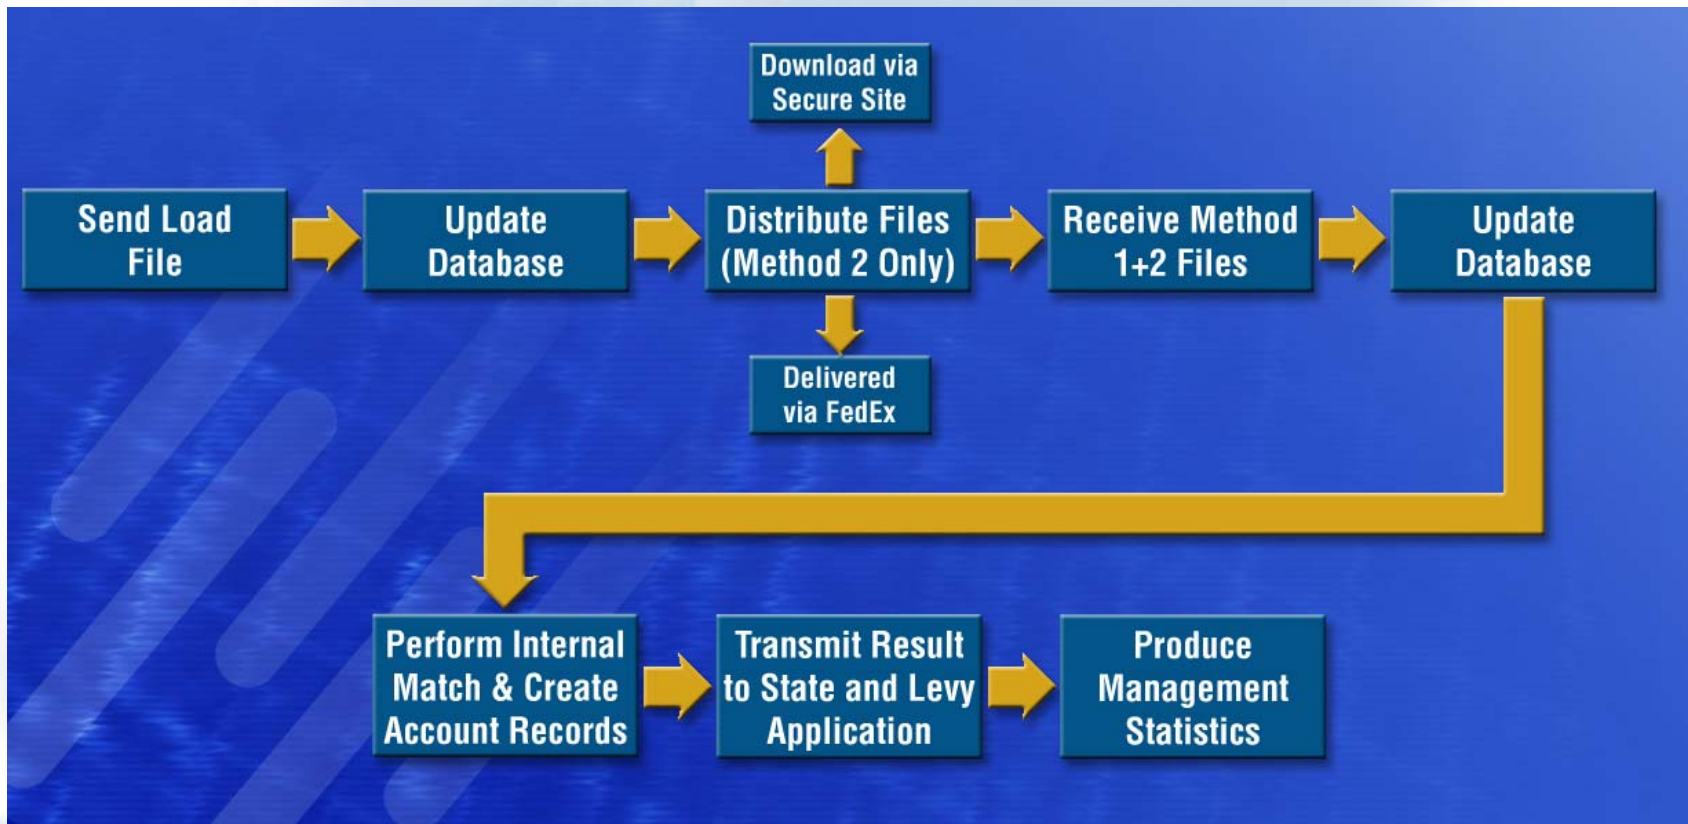 Download via
Secure Site
Send Load
File
Update
Database
Distribute Files
(Method 2 Only)
Receive Method
1+2 Files
Update
Database
Delivered
via FedEx
Perform Internal
Match & Create
Account Records
Transmit Result
to State and Levy
Application
Produce
Management
Statistics